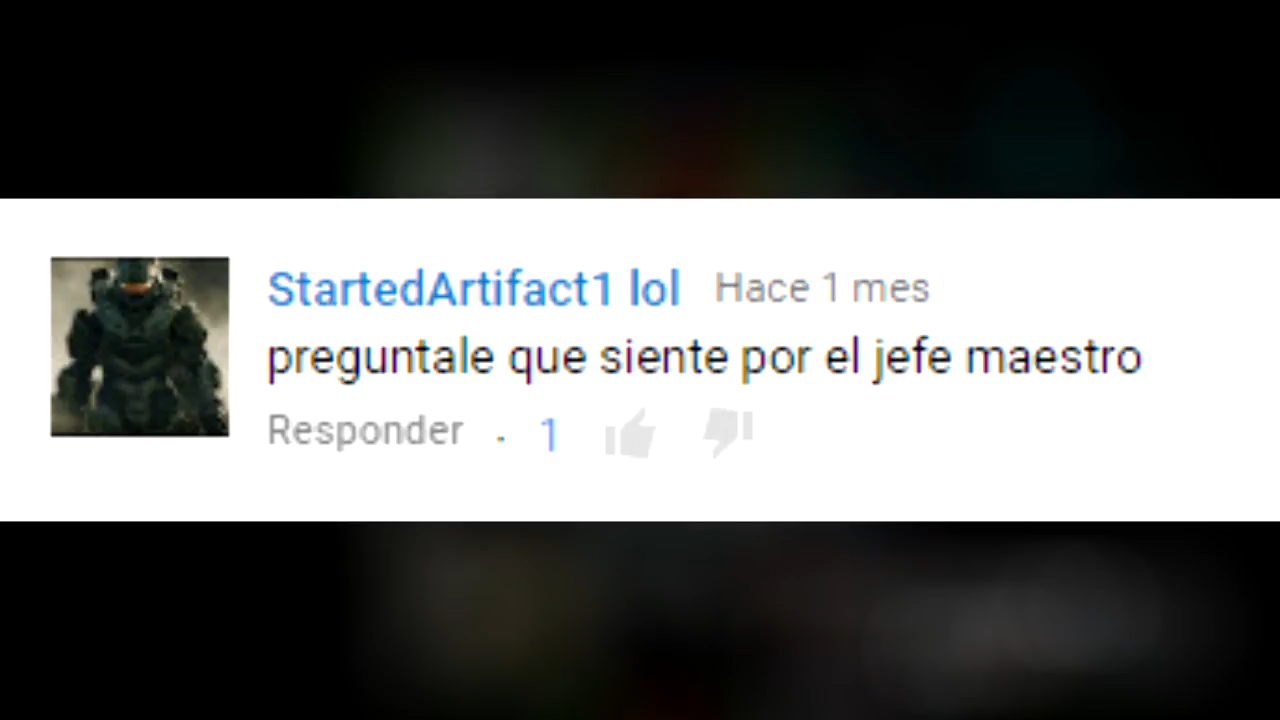 StartedArtifact1 lol Hace 1 mes
preguntale que siente por el jefe maestro
Responder · 1